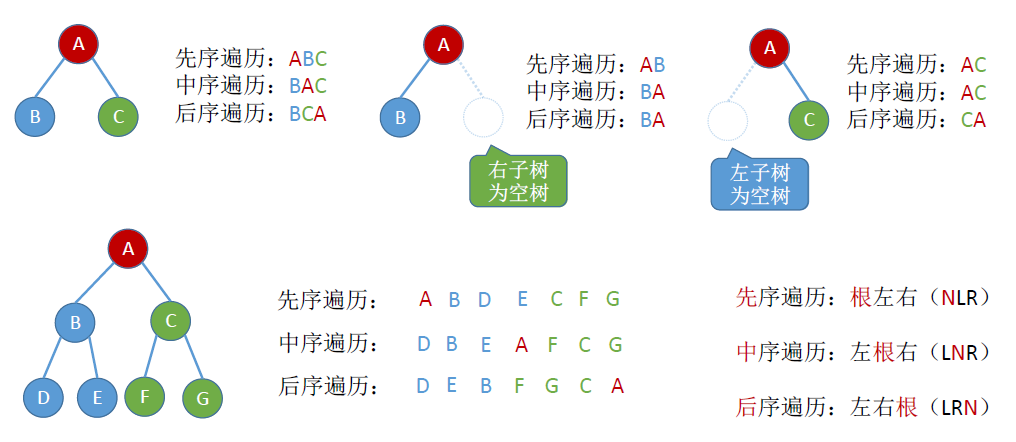 A
B
C
先序遍历：ABC
中序遍历：BAC
后序遍历：BCA
A
B
右子树
为空树
先序遍历：AB
中序遍历：BA
后序遍历：BA
A
C
左子树
为空树
先序遍历：AC
中序遍历：AC
后序遍历：CA
A
B C
D E F G
先序遍历： A B D E C F G
中序遍历： D B E A F C G
后序遍历： D E B F G C A
先序遍历：根左右（NLR）
中序遍历：左根右（LNR）
后序遍历：左右根（LRN）